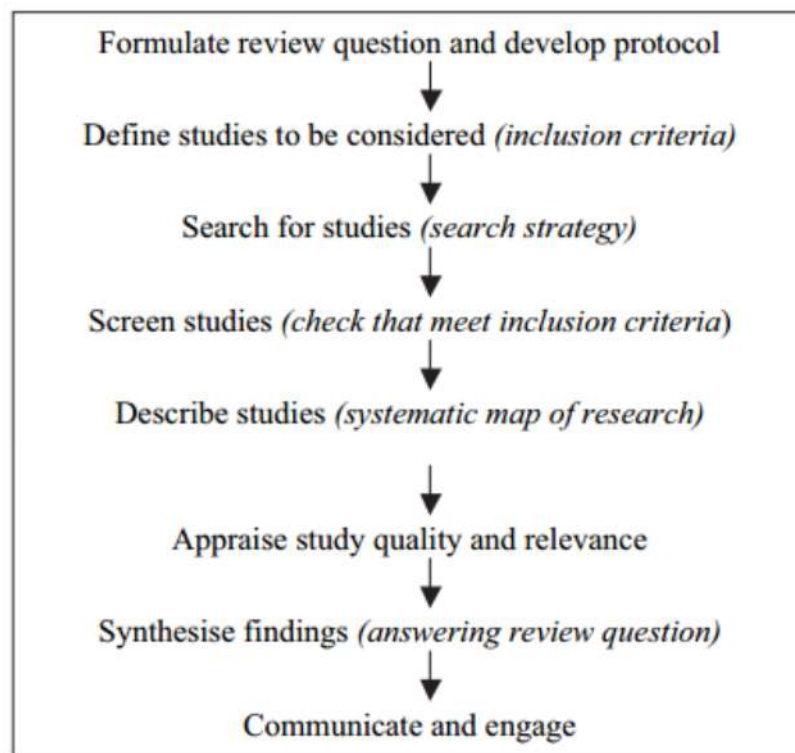 Formulate review question and develop protocol
Define studies to be considered (inclusion criteria)
Search for studies (search strategy)
Screen studies (check that meet inclusion criteria)
Describe studies (systematic map of research)
Appraise study quality and relevance
Synthesise findings (answering review question)
Communicate and engage